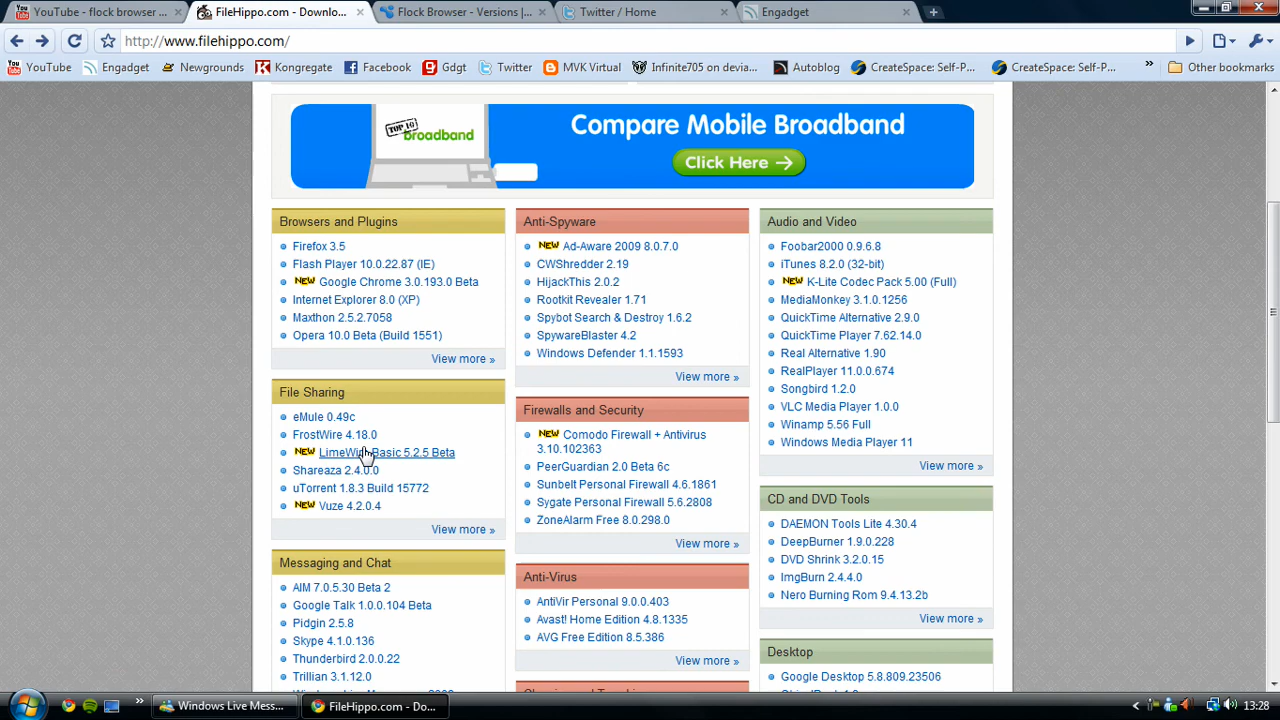 YouTube - flock browser ...
FileHippo.com - Downlo...
Flock Browser - Versions |...
Twitter / Home
Engadget
http://www.filehippo.com/
YouTube
Engadget
Newgrounds
Kongregate
Facebook
Gdgt
Twitter
MVK Virtual
Infinite705 on devia...
Autoblog
CreateSpace: Self-P...
CreateSpace: Self-P...
Other bookmarks
TOP 10
broadband
Compare Mobile Broadband
Click Here →
Browsers and Plugins
Firefox 3.5
Flash Player 10.0.22.87 (IE)
NEW Google Chrome 3.0.193.0 Beta
Internet Explorer 8.0 (XP)
Maxthon 2.5.2.7058
Opera 10.0 Beta (Build 1551)
View more »
File Sharing
eMule 0.49c
FrostWire 4.18.0
NEW LimeWire Basic 5.2.5 Beta
Shareaza 2.4.0.0
uTorrent 1.8.3 Build 15772
NEW Vuze 4.2.0.4
View more »
Messaging and Chat
AIM 7.0.5.30 Beta 2
Google Talk 1.0.0.104 Beta
Pidgin 2.5.8
Skype 4.1.0.136
Thunderbird 2.0.0.22
Trillian 3.1.12.0
Anti-Spyware
NEW Ad-Aware 2009 8.0.7.0
CWShredder 2.19
HijackThis 2.0.2
Rootkit Revealer 1.71
Spybot Search & Destroy 1.6.2
SpywareBlaster 4.2
Windows Defender 1.1.1593
View more »
Firewalls and Security
NEW Comodo Firewall + Antivirus
3.10.102363
PeerGuardian 2.0 Beta 6c
Sunbelt Personal Firewall 4.6.1861
Sygate Personal Firewall 5.6.2808
ZoneAlarm Free 8.0.298.0
View more »
Anti-Virus
AntiVir Personal 9.0.0.403
Avast! Home Edition 4.8.1335
AVG Free Edition 8.5.386
View more »
Audio and Video
Foobar2000 0.9.6.8
iTunes 8.2.0 (32-bit)
NEW K-Lite Codec Pack 5.00 (Full)
MediaMonkey 3.1.0.1256
QuickTime Alternative 2.9.0
QuickTime Player 7.62.14.0
Real Alternative 1.90
RealPlayer 11.0.0.674
Songbird 1.2.0
VLC Media Player 1.0.0
Winamp 5.56 Full
Windows Media Player 11
View more »
CD and DVD Tools
DAEMON Tools Lite 4.30.4
DeepBurner 1.9.0.228
DVD Shrink 3.2.0.15
ImgBurn 2.4.4.0
Nero Burning Rom 9.4.13.2b
View more »
Desktop
Google Desktop 5.8.809.23506
Windows Live Mess...
FileHippo.com - Do...
13:28